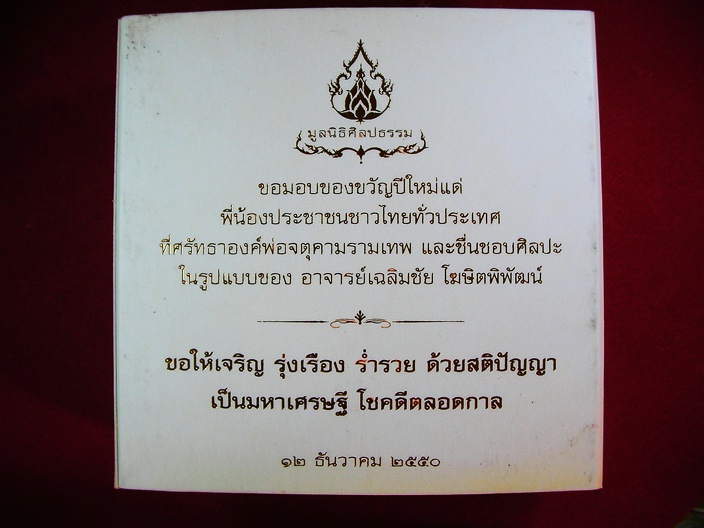 มูลนิธิศิลปธรรม
ขอมอบของขวัญปีใหม่แด่
พี่น้องประชาชนชาวไทยทั่วประเทศ
ที่ศรัทธาองค์พ่อจตุคามรามเทพ และชื่นชอบศิลปะ
ในรูปแบบของ อาจารย์เฉลิมชัย โฆษิตพิพัฒน์
ขอให้เจริญ รุ่งเรือง ร่ำรวย ด้วยสติปัญญา
เป็นมหาเศรษฐี โชคดีตลอดกาล
๑๒ ธันวาคม ๒๕๕๐